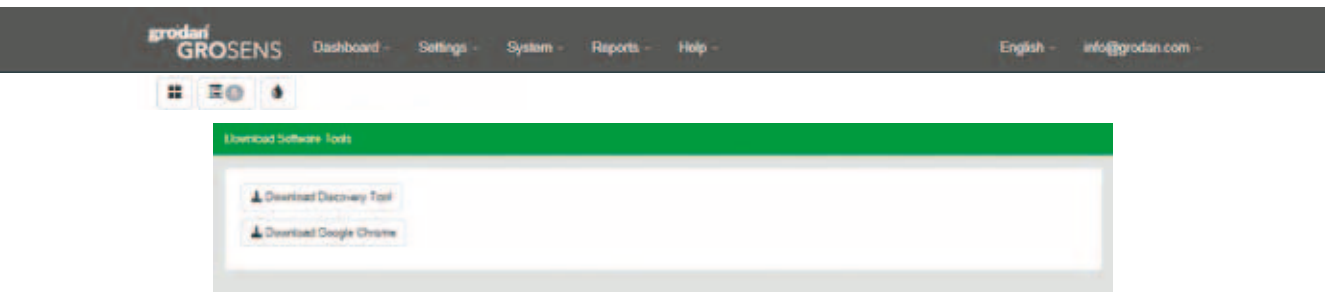 grodan
GROSENS
Dashboard Settings System Reports Help English info@grodan.com
Download Software Tools
Download Discovery Tool
Download Google Chrome